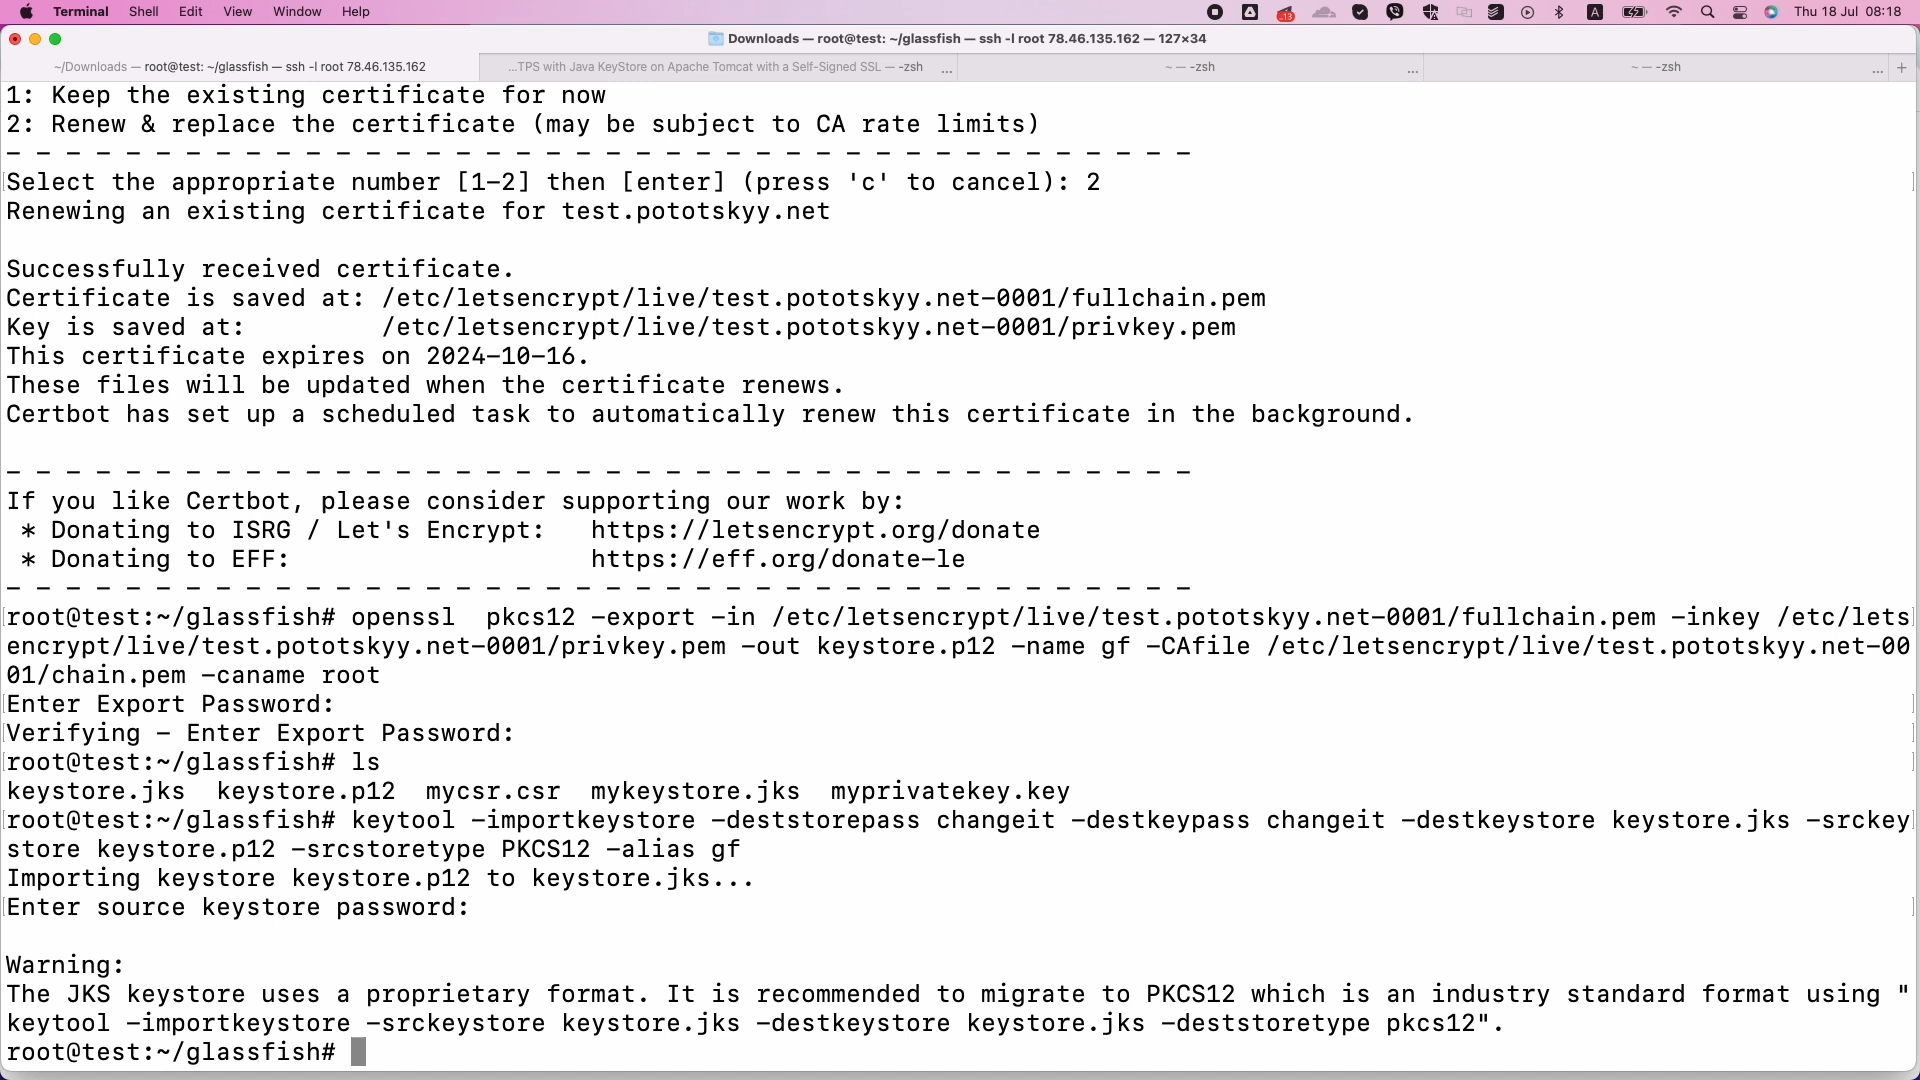 Terminal Shell Edit View Window Help
..13 A Thu 18 Jul 08:18
Downloads — root@test: ~/glassfish — ssh -l root 78.46.135.162 — 127×34
~/Downloads — root@test: ~/glassfish — ssh -l root 78.46.135.162 ...TPS with Java KeyStore on Apache Tomcat with a Self-Signed SSL — -zsh ... ~ — -zsh ... ~ — -zsh ... +
1: Keep the existing certificate for now
2: Renew & replace the certificate (may be subject to CA rate limits)
- - - - - - - - - - - - - - - - - - - - - - - - - - - - - - - - - - - - - - - -
Select the appropriate number [1-2] then [enter] (press 'c' to cancel): 2
Renewing an existing certificate for test.pototskyy.net
Successfully received certificate.
Certificate is saved at: /etc/letsencrypt/live/test.pototskyy.net-0001/fullchain.pem
Key is saved at:         /etc/letsencrypt/live/test.pototskyy.net-0001/privkey.pem
This certificate expires on 2024-10-16.
These files will be updated when the certificate renews.
Certbot has set up a scheduled task to automatically renew this certificate in the background.
- - - - - - - - - - - - - - - - - - - - - - - - - - - - - - - - - - - - - - - -
If you like Certbot, please consider supporting our work by:
 * Donating to ISRG / Let's Encrypt:   https://letsencrypt.org/donate
 * Donating to EFF:                    https://eff.org/donate-le
- - - - - - - - - - - - - - - - - - - - - - - - - - - - - - - - - - - - - - - -
root@test:~/glassfish# openssl  pkcs12 -export -in /etc/letsencrypt/live/test.pototskyy.net-0001/fullchain.pem -inkey /etc/lets
encrypt/live/test.pototskyy.net-0001/privkey.pem -out keystore.p12 -name gf -CAfile /etc/letsencrypt/live/test.pototskyy.net-00
01/chain.pem -caname root
Enter Export Password:
Verifying - Enter Export Password:
root@test:~/glassfish# ls
keystore.jks  keystore.p12  mycsr.csr  mykeystore.jks  myprivatekey.key
root@test:~/glassfish# keytool -importkeystore -deststorepass changeit -destkeypass changeit -destkeystore keystore.jks -srckey
store keystore.p12 -srcstoretype PKCS12 -alias gf
Importing keystore keystore.p12 to keystore.jks...
Enter source keystore password:
Warning:
The JKS keystore uses a proprietary format. It is recommended to migrate to PKCS12 which is an industry standard format using "
keytool -importkeystore -srckeystore keystore.jks -destkeystore keystore.jks -deststoretype pkcs12".
root@test:~/glassfish#